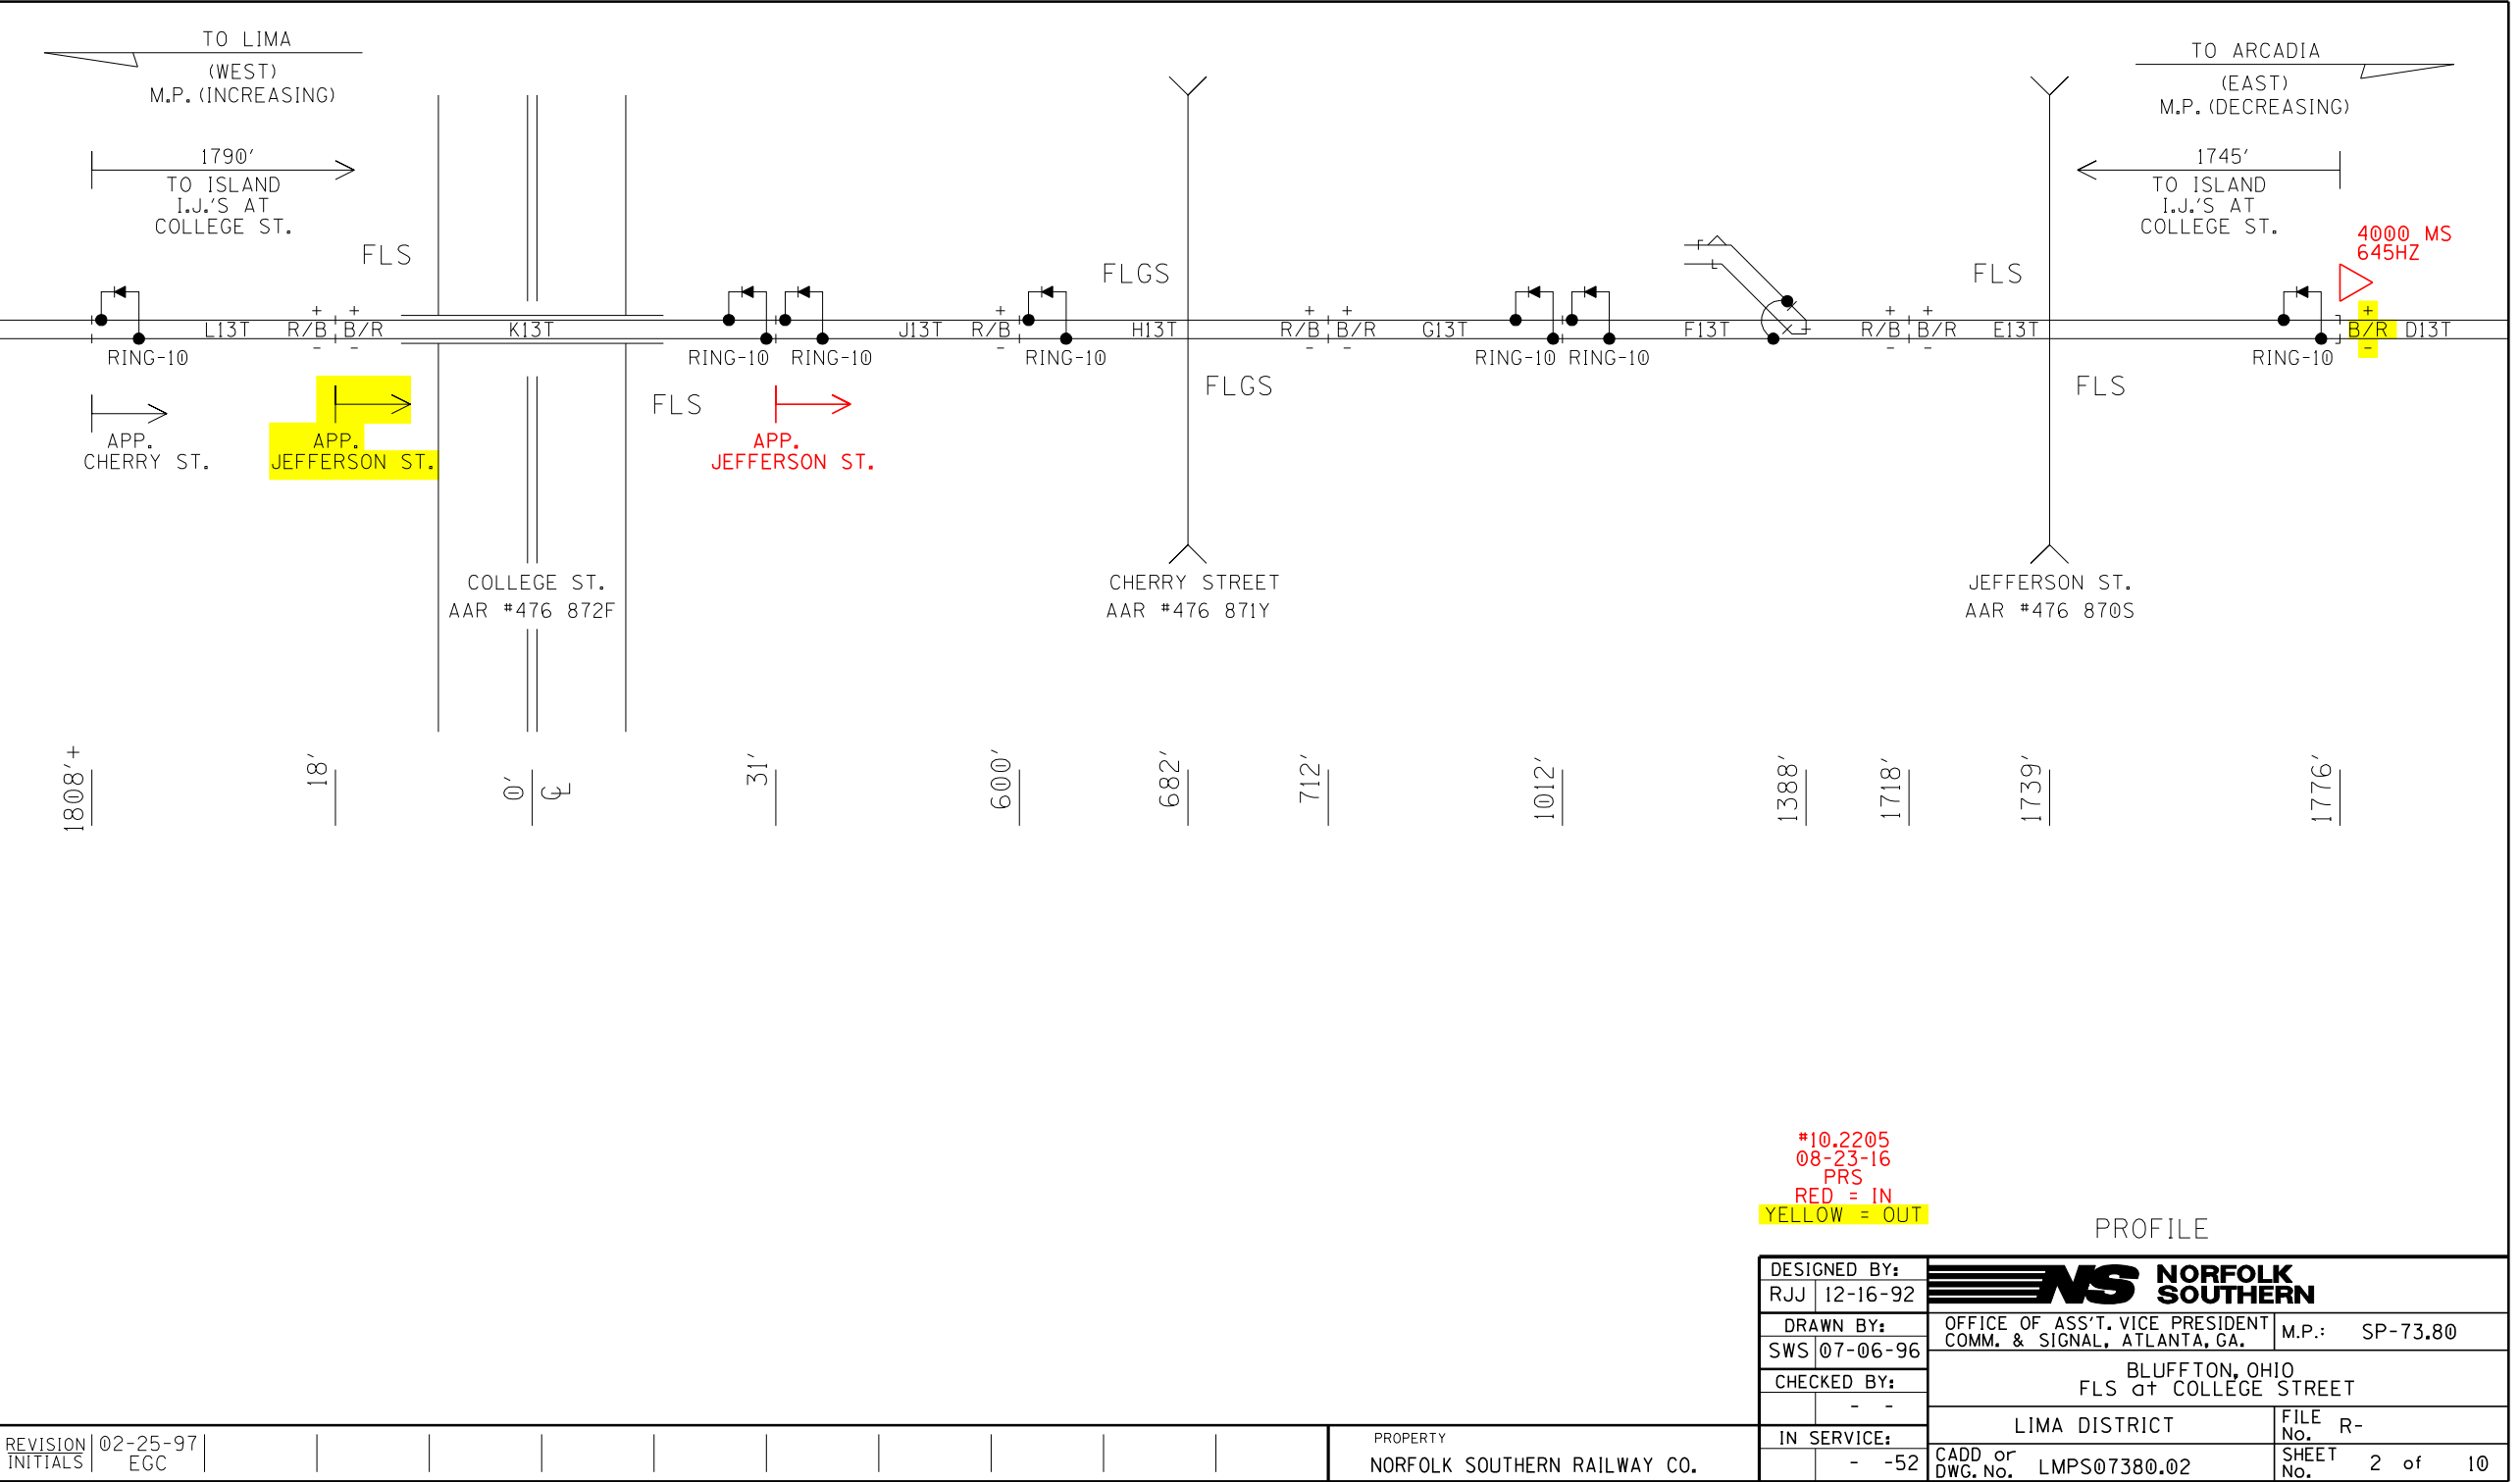 TO LIMA
(WEST)
M.P. (INCREASING)
TO ARCADIA
(EAST)
M.P. (DECREASING)
1790'
TO ISLAND
I.J.'S AT
COLLEGE ST.
1745'
TO ISLAND
I.J.'S AT
COLLEGE ST.
4000 MS
645HZ
FLS
FLGS
FLS
+ + + + + + + +
L13T R/B B/R K13T J13T R/B H13T R/B B/R G13T F13T R/B B/R E13T B/R D13T
- - - - - - - -
RING-10 RING-10 RING-10 RING-10 RING-10 RING-10 RING-10
FLS
FLGS
FLS
APP.
CHERRY ST.
APP.
JEFFERSON ST.
APP.
JEFFERSON ST.
COLLEGE ST.
AAR #476 872F
CHERRY STREET
AAR #476 871Y
JEFFERSON ST.
AAR #476 870S
1808'+
18'
0' CL
31'
600'
682'
712'
1012'
1388'
1718'
1739'
1776'
#10.2205
08-23-16
PRS
RED = IN
YELLOW = OUT
PROFILE
DESIGNED BY:
RJJ 12-16-92
DRAWN BY:
SWS 07-06-96
CHECKED BY:
- -
IN SERVICE:
- -52
NS NORFOLK
SOUTHERN
OFFICE OF ASS'T. VICE PRESIDENT
COMM. & SIGNAL, ATLANTA, GA.
M.P.: SP-73.80
BLUFFTON, OHIO
FLS at COLLEGE STREET
LIMA DISTRICT
FILE
No. R-
CADD or
DWG. No. LMPS07380.02
SHEET
No. 2 of 10
REVISION
INITIALS
02-25-97
EGC
PROPERTY
NORFOLK SOUTHERN RAILWAY CO.